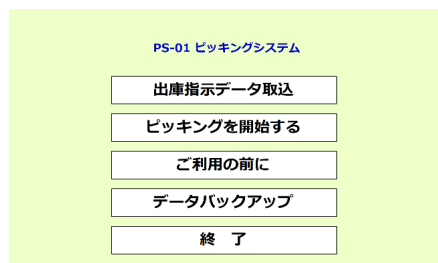 PS-01 ピッキングシステム
出庫指示データ取込
ピッキングを開始する
ご利用の前に
データバックアップ
終　了